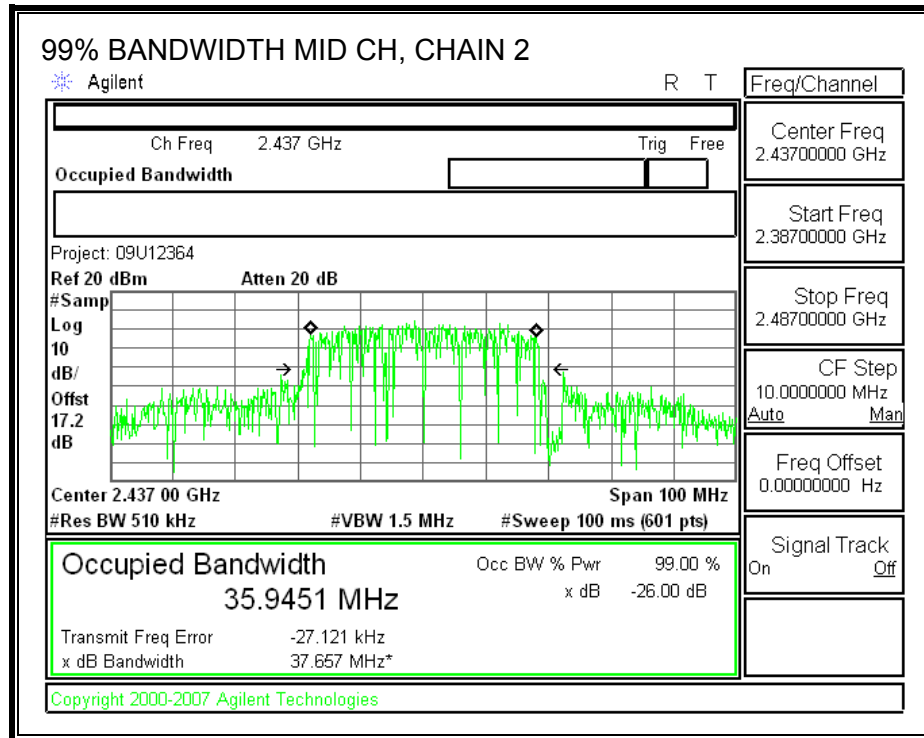 99% BANDWIDTH MID CH, CHAIN 2
Agilent R T
Freq/Channel
Ch Freq 2.437 GHz Trig Free
Occupied Bandwidth
Project: 09U12364
Ref 20 dBm Atten 20 dB
#Samp
Log
10
dB/
Offst
17.2
dB
Center 2.437 00 GHz Span 100 MHz
#Res BW 510 kHz #VBW 1.5 MHz #Sweep 100 ms (601 pts)
Occupied Bandwidth Occ BW % Pwr 99.00 %
35.9451 MHz x dB -26.00 dB
Transmit Freq Error -27.121 kHz
x dB Bandwidth 37.657 MHz*
Center Freq
2.43700000 GHz
Start Freq
2.38700000 GHz
Stop Freq
2.48700000 GHz
CF Step
10.0000000 MHz
Auto Man
Freq Offset
0.00000000 Hz
Signal Track
On Off
Copyright 2000-2007 Agilent Technologies